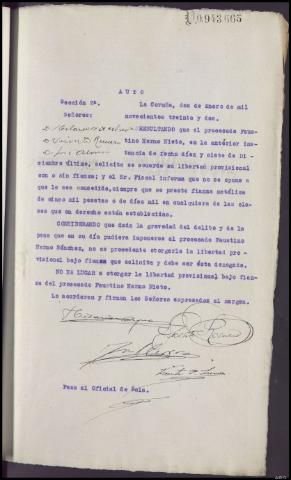 0.943.665
AUTO
Sección 2ª. La Coruña, dos de Enero de mil
Señores: novecientos treinta y dos.
RESULTANDO que el procesado Faus-
tino Hermo Nieto, en la anterior ins-
tancia de fecha diez y siete de Di-
ciembre último, solicita se acuerde su libertad provisional
con o sin fianza; y el Sr. Fiscal informa que no se opone a
que le sea concedida, siempre que se preste fianza metálica
de cinco mil pesetas o de diez mil en cualquiera de las cla-
ses que en derecho están establecidas.
CONSIDERANDO que dada la gravedad del delito y de la
pena que en su día pudiera imponerse al procesado Faustino
Hermo Sánchez, no es procedente otorgarle la libertad pro-
visional bajo fianza que solicita y debe ser ésta denegada.
NO HA LUGAR a otorgar la libertad provisional bajo fian-
za del procesado Faustino Hermo Nieto.
Lo acordaron y firman los Señores expresados al margen.
Pase al Oficial de Sala.